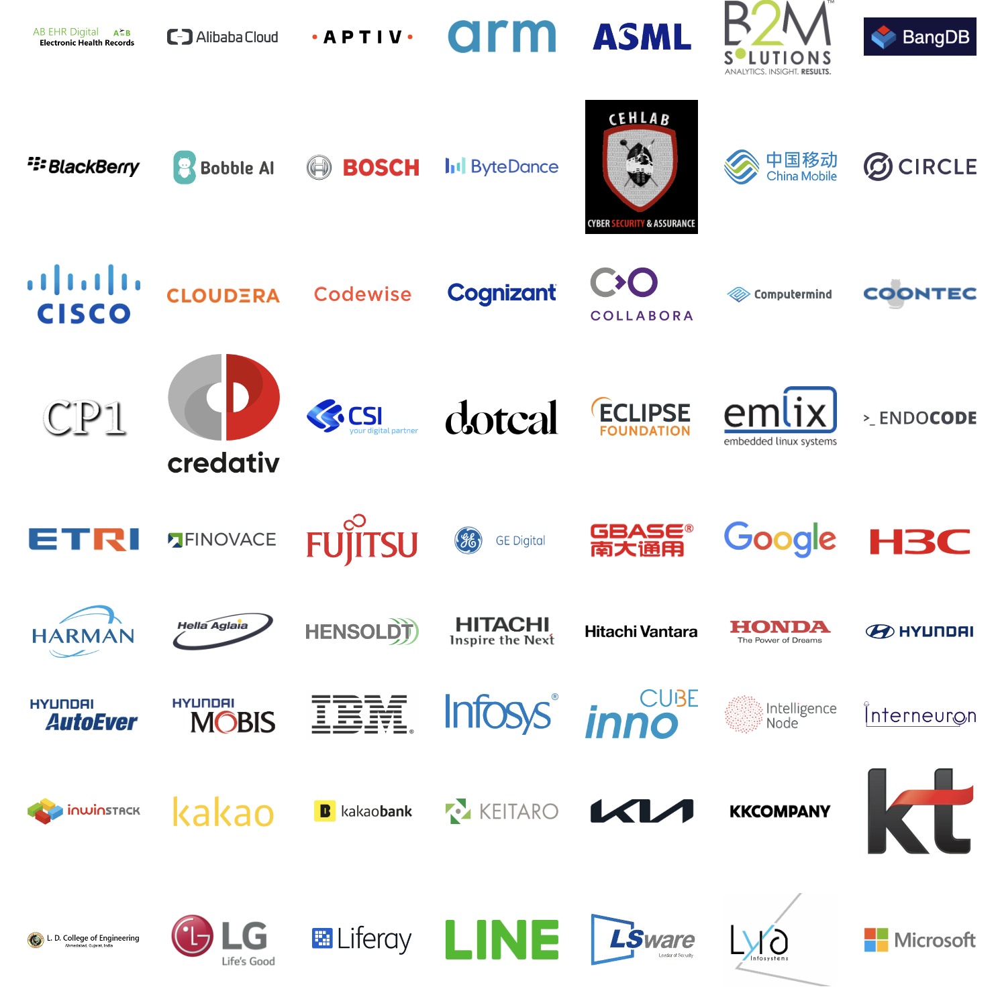 AB EHR Digital AtoB
Electronic Health Records
Alibaba Cloud
APTIV
arm
ASML
B2M™
SOLUTIONS
ANALYTICS. INSIGHT. RESULTS.
BangDB
BlackBerry
Bobble AI
BOSCH
ByteDance
CEHLAB
CYBER SECURITY & ASSURANCE
中国移动
China Mobile
CIRCLE
CISCO
CLOUDERA
Codewise
Cognizant
COLLABORA
Computermind
COONTEC
CP1
credativ
CSI
your digital partner
dotcal
ECLIPSE
FOUNDATION
emlix
embedded linux systems
>_ ENDOCODE
ETRI
FINOVACE
FUJITSU
GE Digital
GBASE®
南大通用
Google
H3C
HARMAN
Hella Aglaia
HENSOLDT
HITACHI
Inspire the Next
Hitachi Vantara
HONDA
The Power of Dreams
HYUNDAI
HYUNDAI
AutoEver
HYUNDAI
MOBIS
IBM®
Infosys®
CUBE
inno
Intelligence
Node
Interneuron
inwinSTACK
kakao
B kakaobank
KEITARO
KIA
KKCOMPANY
kt
L. D. College of Engineering
Ahmedabad, Gujarat, India
LG
Life's Good
Liferay
LINE
LSware
Leader of Security
Lyra
Infosystems
Microsoft